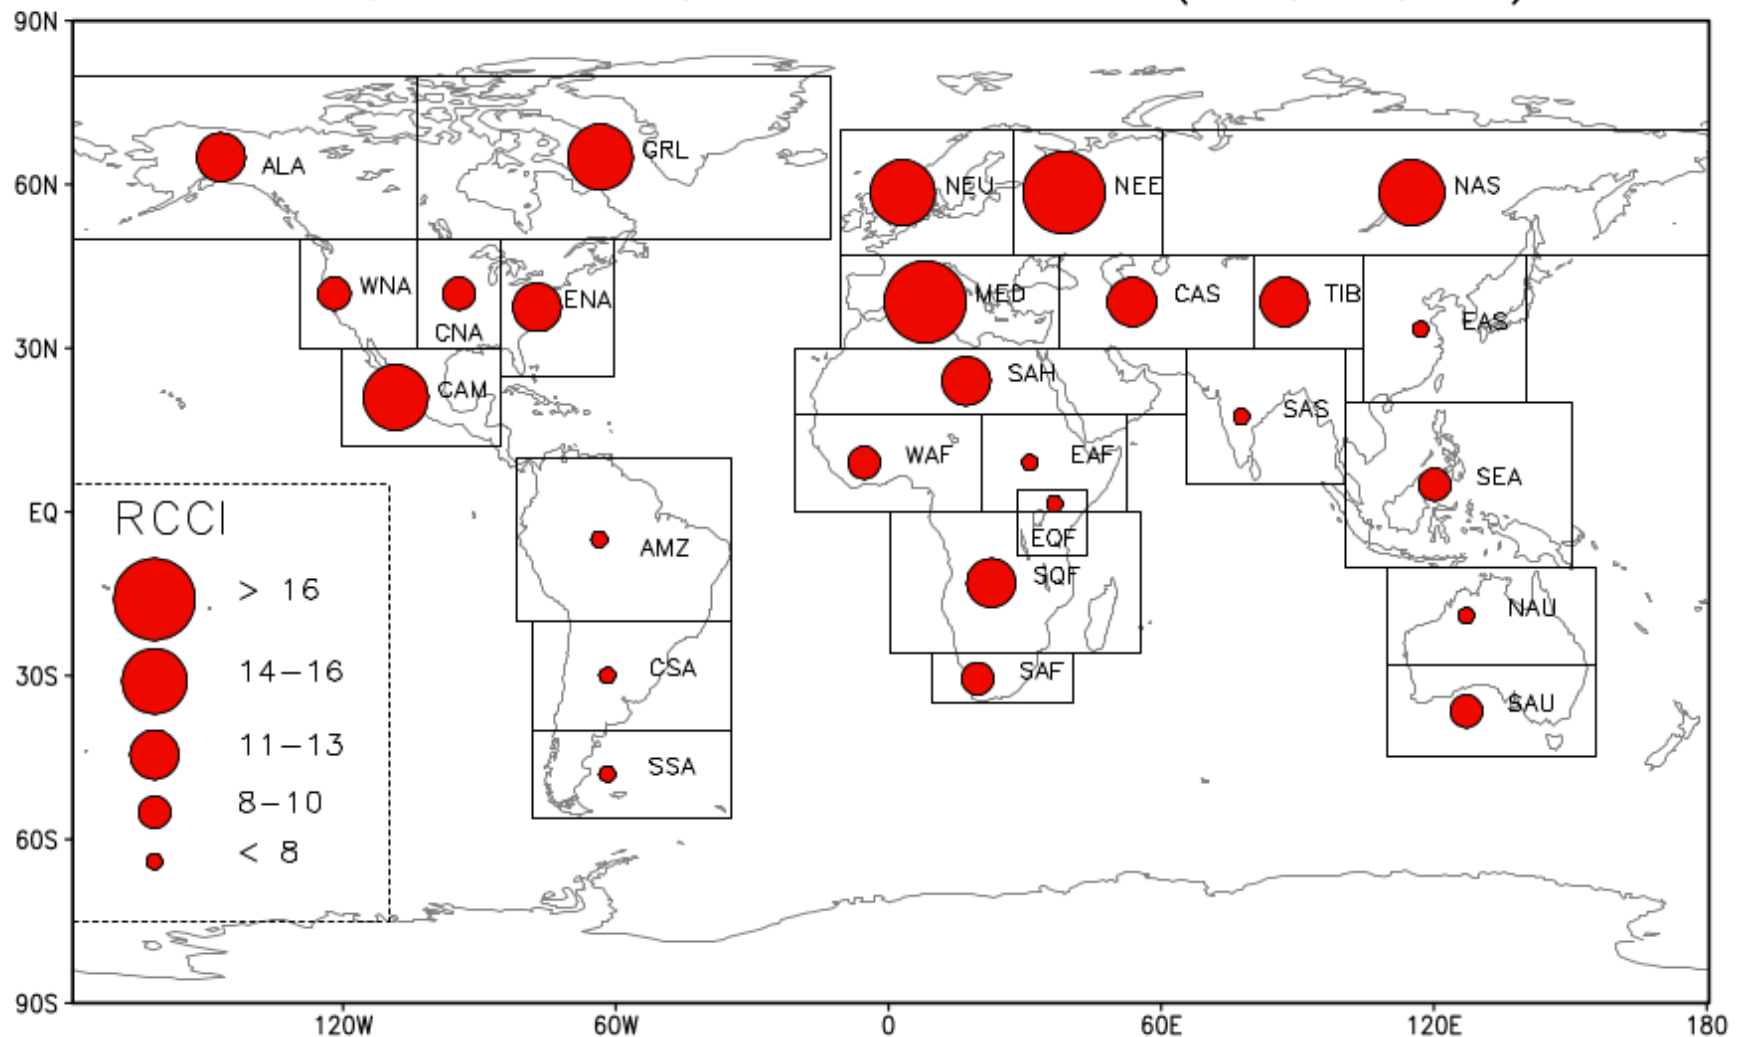 90N
ALA
GRL
NEU
NEE
NAS
60N
WNA
CNA
ENA
MED
CAS
TIB
EAS
30N
CAM
SAH
SAS
WAF
EAF
SEA
EQ
RCCI
AMZ
EQF
SQF
NAU
> 16
14–16
CSA
SAF
SAU
30S
11–13
SSA
8–10
< 8
60S
90S
120W
60W
0
60E
120E
180